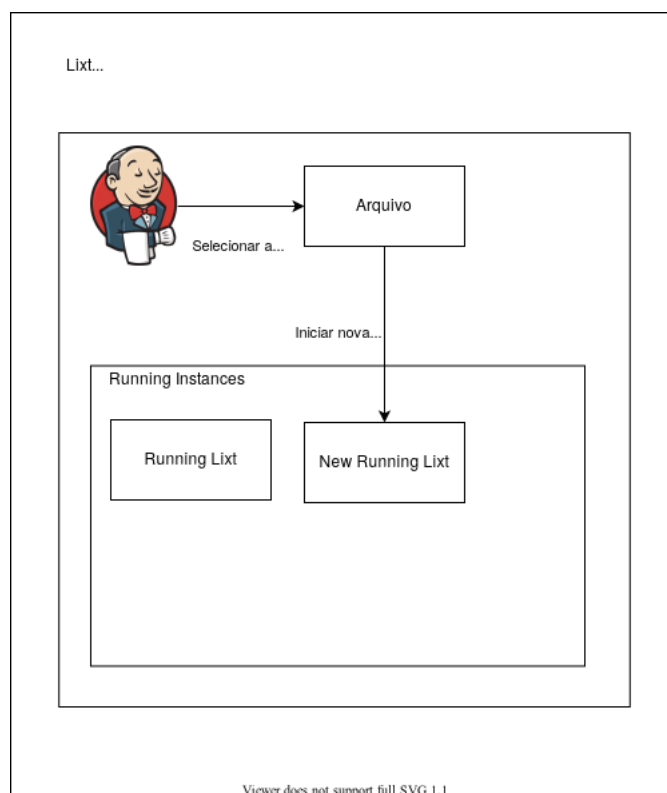 Lixt...
Arquivo
Selecionar a...
Iniciar nova...
Running Instances
Running Lixt
New Running Lixt
Viewer does not support full SVG 1.1